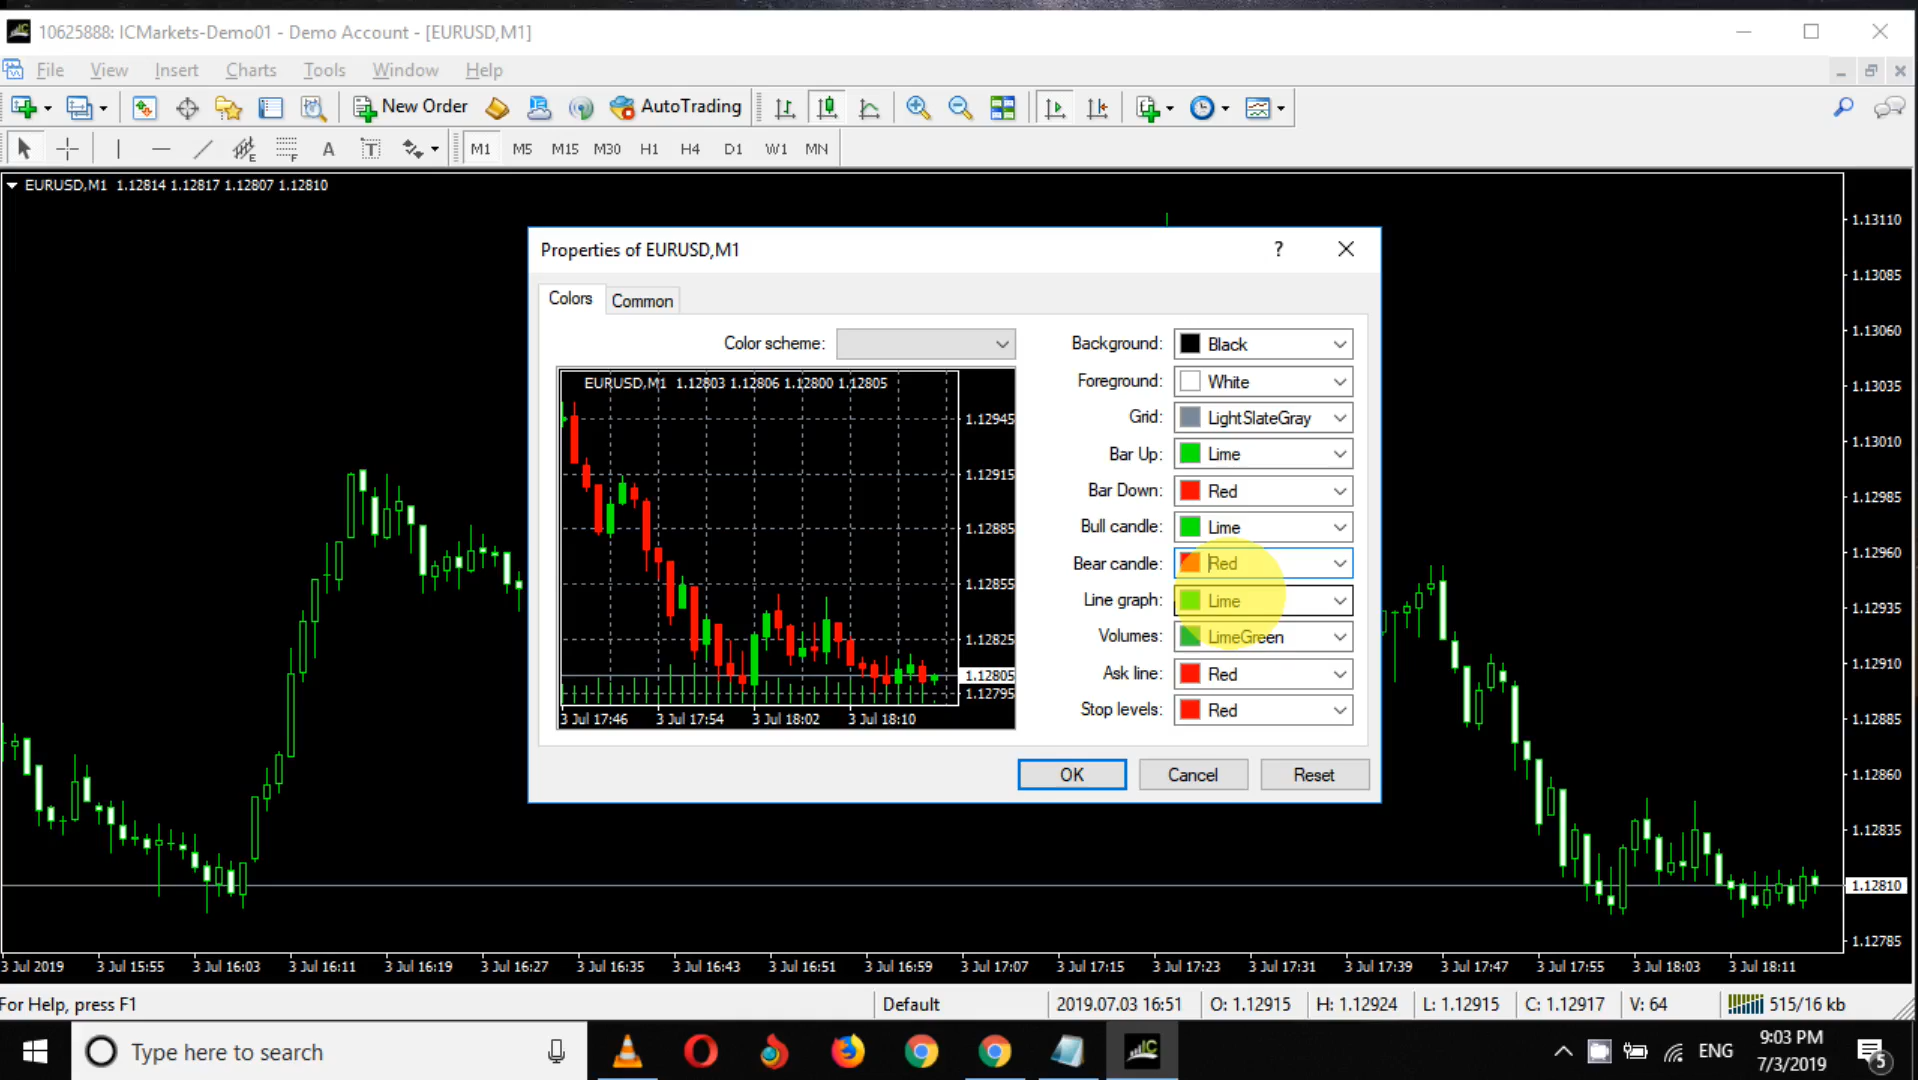 10625888: ICMarkets-Demo01 - Demo Account - [EURUSD,M1]
File View Insert Charts Tools Window Help
New Order AutoTrading
E F A T M1 M5 M15 M30 H1 H4 D1 W1 MN
EURUSD,M1 1.12814 1.12817 1.12807 1.12810
1.13110
1.13085
1.13060
1.13035
1.13010
1.12985
1.12960
1.12935
1.12910
1.12885
1.12860
1.12835
1.12810
1.12785
Properties of EURUSD,M1 ?
Colors Common
Color scheme:
EURUSD,M1 1.12803 1.12806 1.12800 1.12805
1.12945
1.12915
1.12885
1.12855
1.12825
1.12805
1.12795
3 Jul 17:46 3 Jul 17:54 3 Jul 18:02 3 Jul 18:10
Background: Black
Foreground: White
Grid: LightSlateGray
Bar Up: Lime
Bar Down: Red
Bull candle: Lime
Bear candle: Red
Line graph: Lime
Volumes: LimeGreen
Ask line: Red
Stop levels: Red
OK Cancel Reset
3 Jul 2019 3 Jul 15:55 3 Jul 16:03 3 Jul 16:11 3 Jul 16:19 3 Jul 16:27 3 Jul 16:35 3 Jul 16:43 3 Jul 16:51 3 Jul 16:59 3 Jul 17:07 3 Jul 17:15 3 Jul 17:23 3 Jul 17:31 3 Jul 17:39 3 Jul 17:47 3 Jul 17:55 3 Jul 18:03 3 Jul 18:11
For Help, press F1 Default 2019.07.03 16:51 O: 1.12915 H: 1.12924 L: 1.12915 C: 1.12917 V: 64 515/16 kb
Type here to search IC ENG 9:03 PM
7/3/2019 5